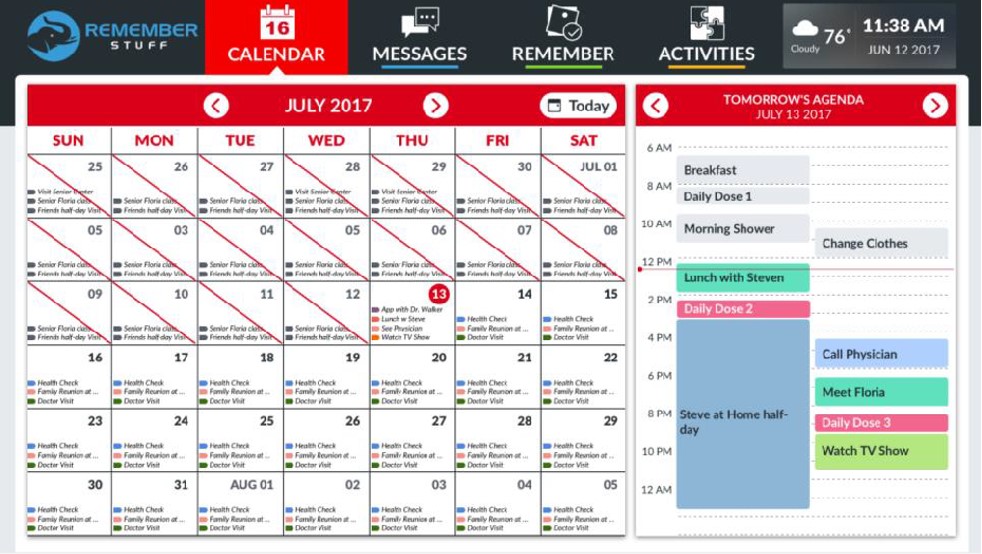 REMEMBER
STUFF
16
CALENDAR
MESSAGES
REMEMBER
ACTIVITIES
Cloudy
76°
11:38 AM
JUN 12 2017
JULY 2017
Today
SUN MON TUE WED THU FRI SAT
25 26 27 28 29 30 JUL 01
Visit Senior Center Visit Senior Center Visit Senior Center
Senior Floria class Senior Floria class Senior Floria class Senior Floria class Senior Floria class Senior Floria class Senior Floria class
Friends half-day Visit Friends half-day Visit Friends half-day Visit Friends half-day Visit Friends half-day Visit Friends half-day Visit Friends half-day Visit
05 03 04 05 06 07 08
Senior Floria class Senior Floria class Senior Floria class Senior Floria class Senior Floria class Senior Floria class Senior Floria class
Friends half-day Visit Friends half-day Visit Friends half-day Visit Friends half-day Visit Friends half-day Visit Friends half-day Visit Friends half-day Visit
09 10 11 12 13 14 15
App with Dr. Walker
Lunch w Steve Health Check Health Check
Senior Floria class Senior Floria class Senior Floria class Senior Floria class See Physician Family Reunion at ... Family Reunion at ...
Friends half-day Visit Friends half-day Visit Friends half-day Visit Friends half-day Visit Watch TV Show Doctor Visit Doctor Visit
16 17 18 19 20 21 22
Health Check Health Check Health Check Health Check Health Check Health Check Health Check
Family Reunion at ... Family Reunion at ... Family Reunion at ... Family Reunion at ... Family Reunion at ... Family Reunion at ... Family Reunion at ...
Doctor Visit Doctor Visit Doctor Visit Doctor Visit Doctor Visit Doctor Visit Doctor Visit
23 24 25 26 27 28 29
Health Check Health Check Health Check Health Check Health Check Health Check Health Check
Family Reunion at ... Family Reunion at ... Family Reunion at ... Family Reunion at ... Family Reunion at ... Family Reunion at ... Family Reunion at ...
Doctor Visit Doctor Visit Doctor Visit Doctor Visit Doctor Visit Doctor Visit Doctor Visit
30 31 AUG 01 02 03 04 05
Health Check Health Check Health Check Health Check Health Check Health Check Health Check
Family Reunion at ... Family Reunion at ... Family Reunion at ... Family Reunion at ... Family Reunion at ... Family Reunion at ... Family Reunion at ...
Doctor Visit Doctor Visit Doctor Visit Doctor Visit Doctor Visit Doctor Visit Doctor Visit
TOMORROW'S AGENDA
JULY 13 2017
6 AM
Breakfast
8 AM
Daily Dose 1
10 AM
Morning Shower
Change Clothes
12 PM
Lunch with Steven
2 PM
Daily Dose 2
4 PM
Call Physician
6 PM
Meet Floria
8 PM
Steve at Home half-
day
Daily Dose 3
10 PM
Watch TV Show
12 AM